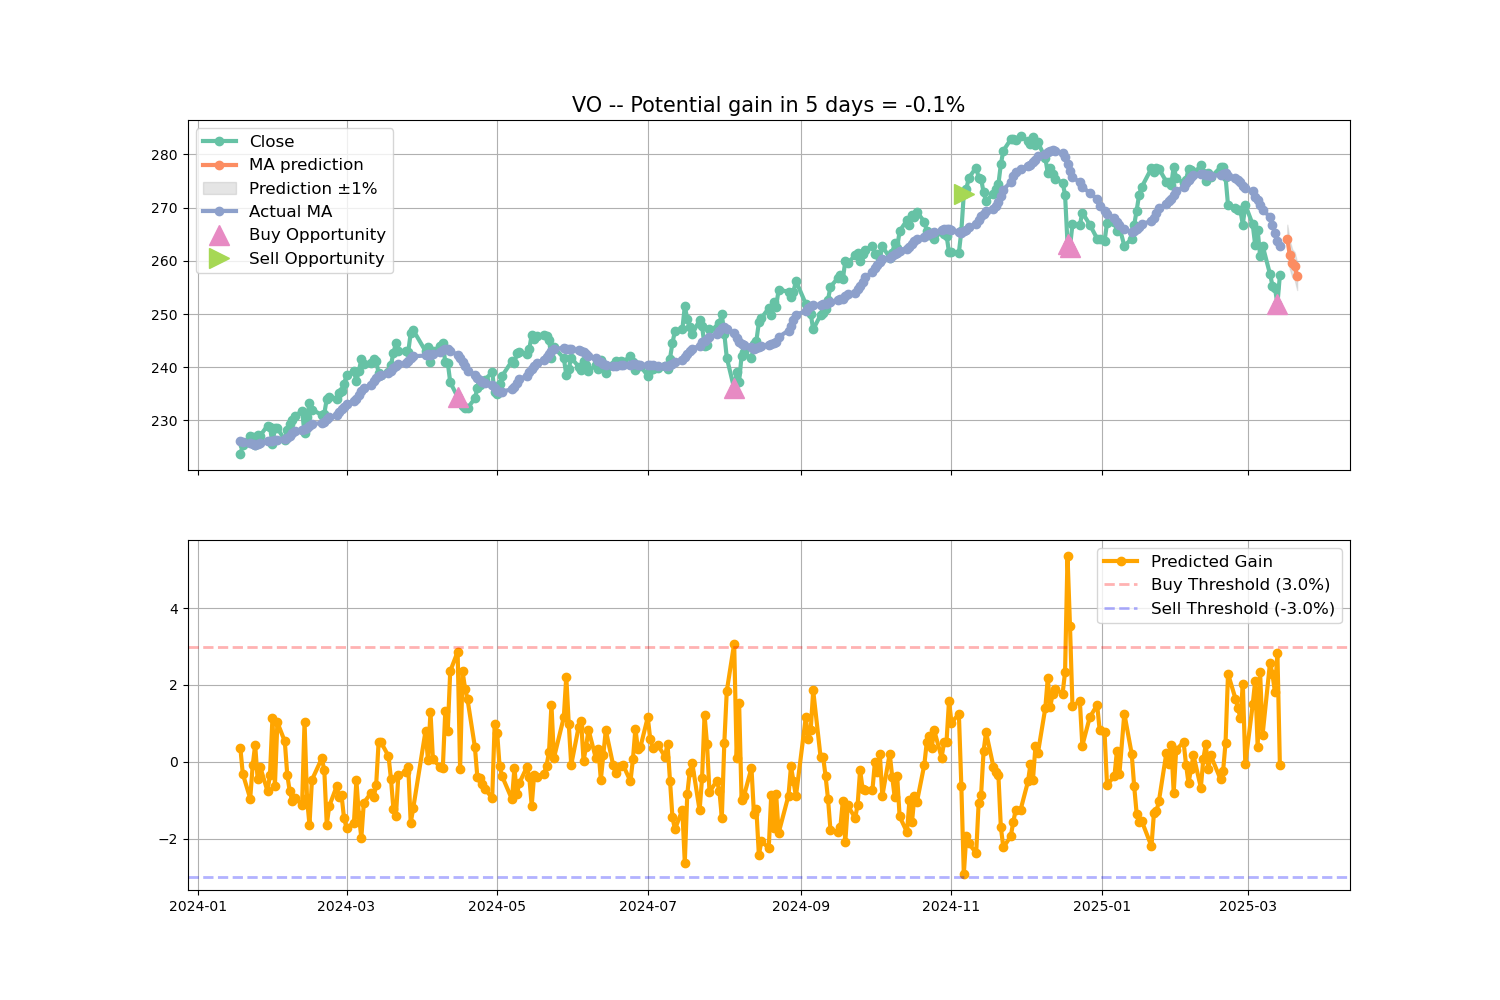 VO -- Potential gain in 5 days = -0.1%
Close
MA prediction
Prediction ±1%
Actual MA
Buy Opportunity
Sell Opportunity
280
270
260
250
240
230
Predicted Gain
Buy Threshold (3.0%)
Sell Threshold (-3.0%)
4
2
0
−2
2024-01 2024-03 2024-05 2024-07 2024-09 2024-11 2025-01 2025-03